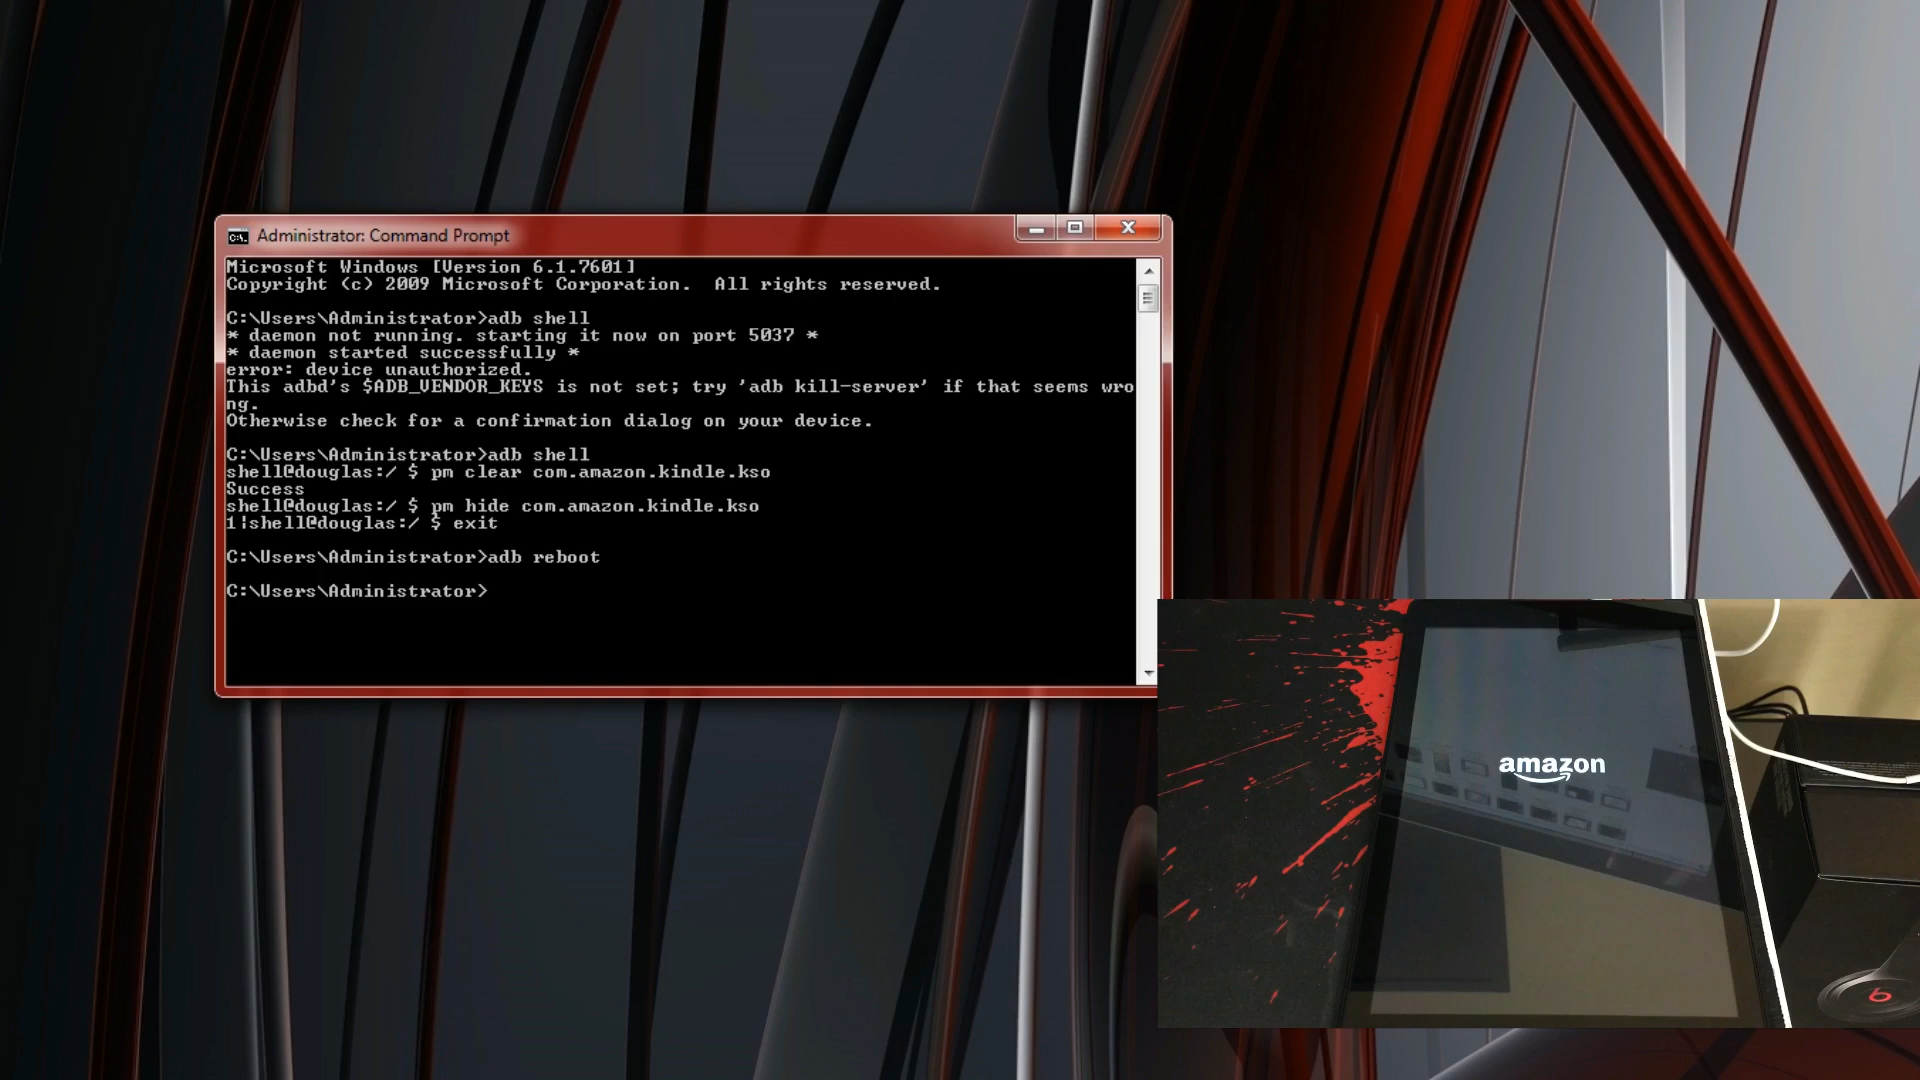 Administrator: Command Prompt
Microsoft Windows [Version 6.1.7601]
Copyright (c) 2009 Microsoft Corporation.  All rights reserved.
C:\Users\Administrator>adb shell
* daemon not running. starting it now on port 5037 *
* daemon started successfully *
error: device unauthorized.
This adbd's $ADB_VENDOR_KEYS is not set; try 'adb kill-server' if that seems wro
ng.
Otherwise check for a confirmation dialog on your device.
C:\Users\Administrator>adb shell
shell@douglas:/ $ pm clear com.amazon.kindle.kso
Success
shell@douglas:/ $ pm hide com.amazon.kindle.kso
1|shell@douglas:/ $ exit
C:\Users\Administrator>adb reboot
C:\Users\Administrator>
amazon